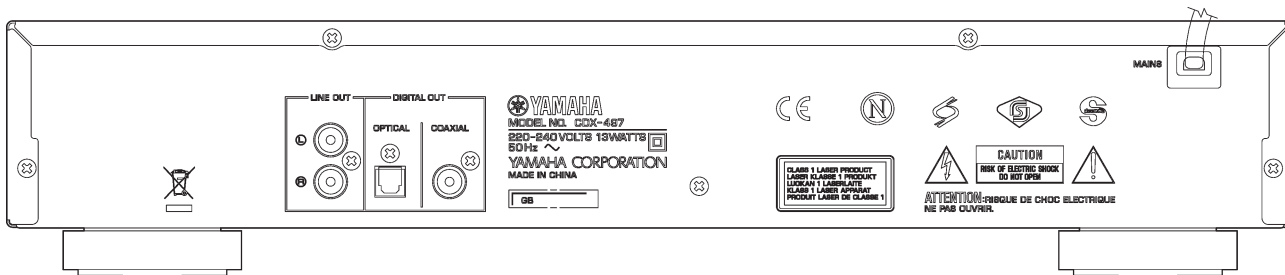 MAINS
LINE OUT
DIGITAL OUT
L
R
OPTICAL
COAXIAL
YAMAHA
MODEL NO. CDX-497
220-240VOLTS 13WATTS
50Hz ~
YAMAHA CORPORATION
MADE IN CHINA
GB
CE
N
S
S
CLASS 1 LASER PRODUCT
LASER KLASSE 1 PRODUKT
LUOKAN 1 LASERLAITE
KLASS 1 LASER APPARAT
PRODUIT LASER DE CLASSE 1
CAUTION
RISK OF ELECTRIC SHOCK
DO NOT OPEN
ATTENTION:RISQUE DE CHOC ELECTRIQUE
NE PAS OUVRIR.